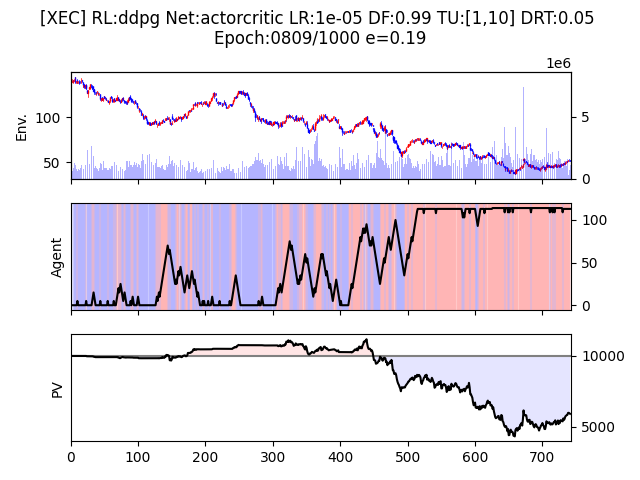 [XEC] RL:ddpg Net:actorcritic LR:1e-05 DF:0.99 TU:[1,10] DRT:0.05
Epoch:0809/1000 e=0.19
1e6
Env.
100
50
5
0
Agent
100
50
0
PV
10000
5000
0 100 200 300 400 500 600 700